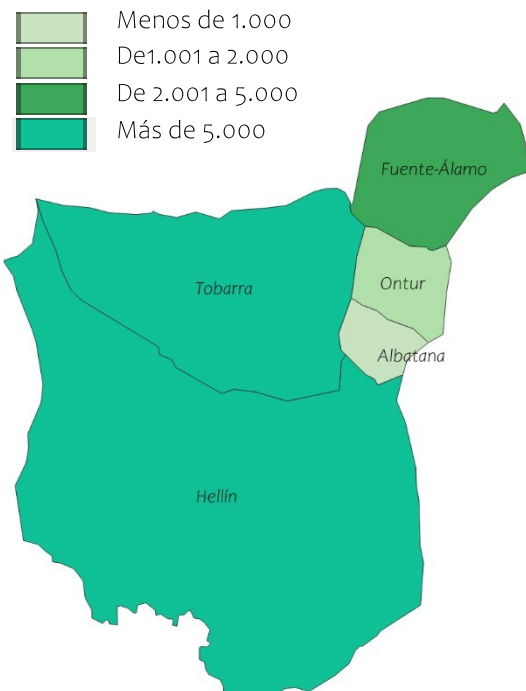 Menos de 1.000
De1.001 a 2.000
De 2.001 a 5.000
Más de 5.000
Fuente-Álamo
Tobarra
Ontur
Albatana
Hellín